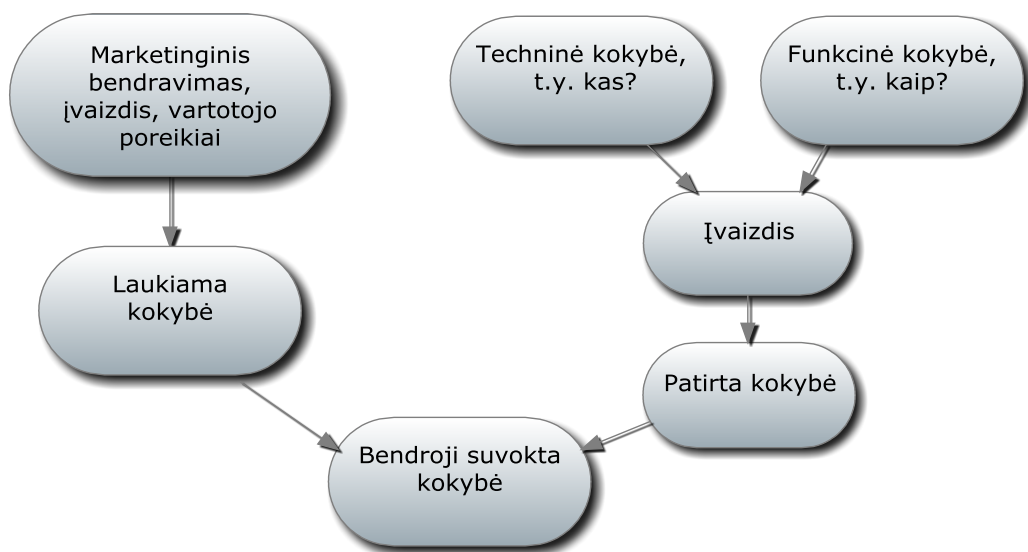 Marketinginis
bendravimas,
įvaizdis, vartotojo
poreikiai
Techninė kokybė,
t.y. kas?
Funkcinė kokybė,
t.y. kaip?
Įvaizdis
Laukiama
kokybė
Patirta kokybė
Bendroji suvokta
kokybė